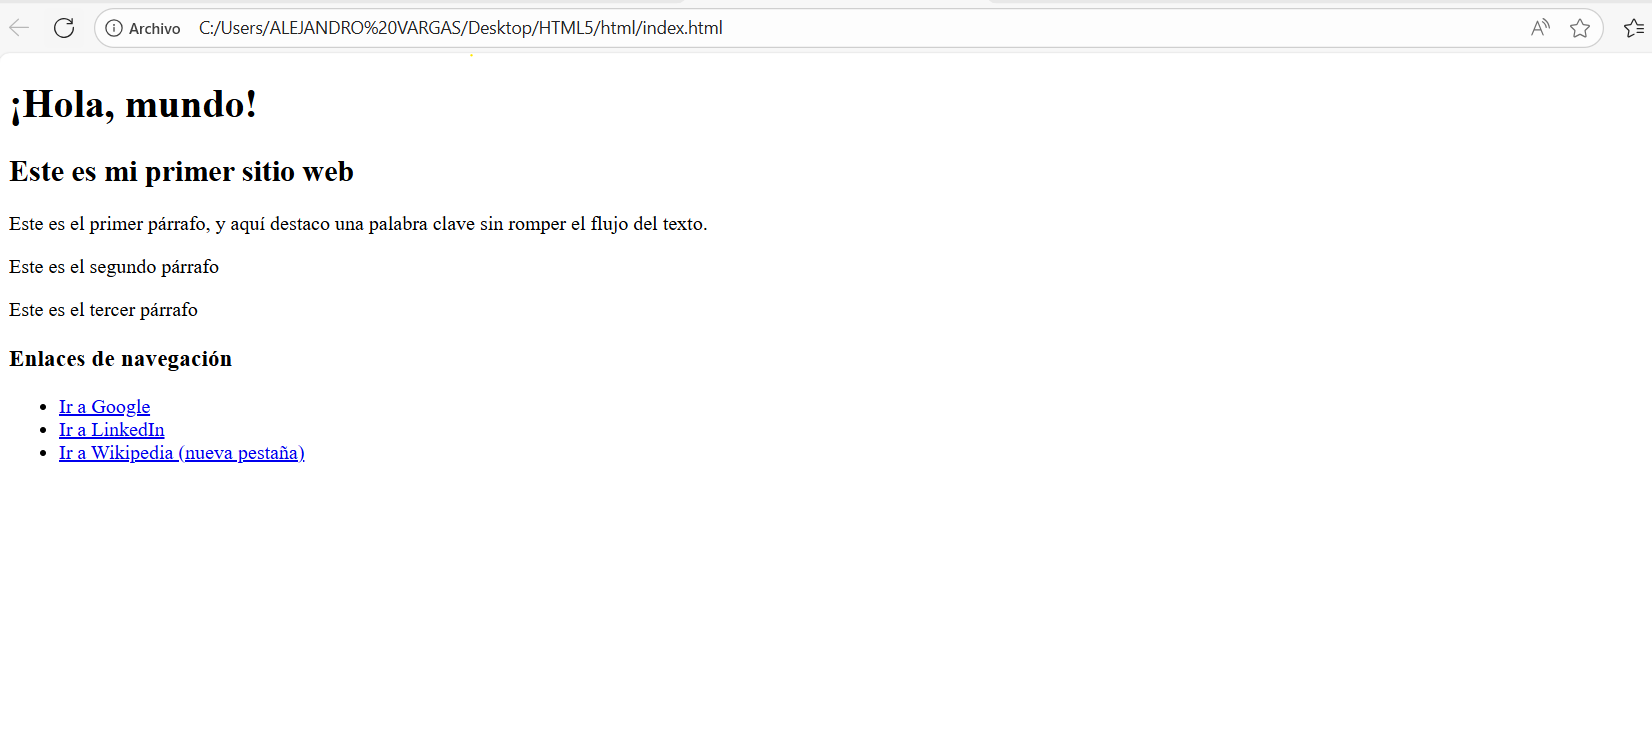 Archivo C:/Users/ALEJANDRO%20VARGAS/Desktop/HTML5/html/index.html
¡Hola, mundo!
Este es mi primer sitio web
Este es el primer párrafo, y aquí destaco una palabra clave sin romper el flujo del texto.
Este es el segundo párrafo
Este es el tercer párrafo
Enlaces de navegación
Ir a Google
Ir a LinkedIn
Ir a Wikipedia (nueva pestaña)